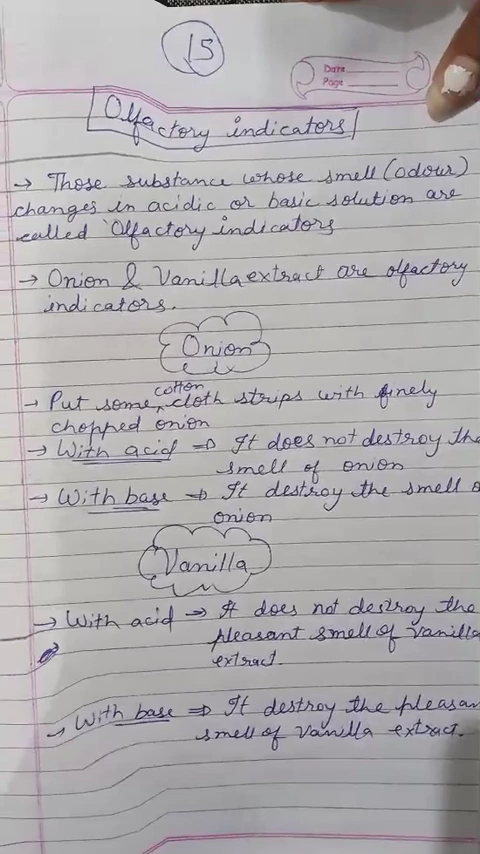 15
Date
Page
Olfactory indicators
→ Those substance whose smell (odour)
changes in acidic or basic solution are
called Olfactory indicators
→ Onion & Vanilla extract are olfactory
indicators.
Onion
cotton
→ Put some cloth strips with finely
chopped onion
→ With acid ⇒ It does not destroy the
smell of onion
→ With base ⇒ It destroy the smell o
onion
Vanilla
→ With acid → It does not destroy the
pleasant smell of vanilla
extract.
→ With base ⇒ It destroy the pleasan
smell of vanilla extract.